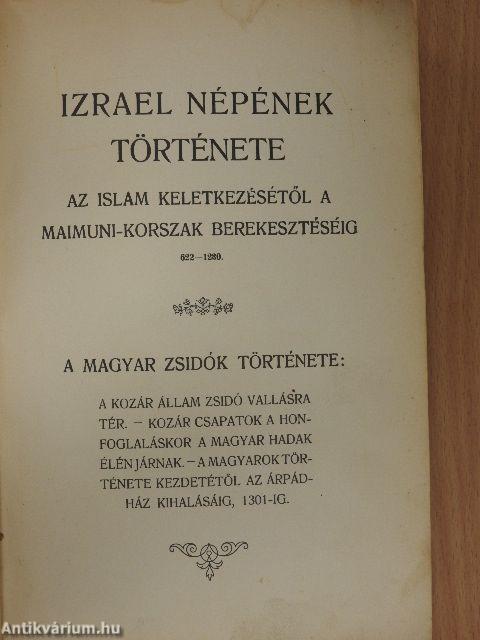 IZRAEL NÉPÉNEK
TÖRTÉNETE
AZ ISLAM KELETKEZÉSÉTŐL A
MAIMUNI-KORSZAK BEREKESZTÉSÉIG
622—1280.
A MAGYAR ZSIDÓK TÖRTÉNETE:
A KOZÁR ÁLLAM ZSIDÓ VALLÁSRA
TÉR. — KOZÁR CSAPATOK A HON-
FOGLALÁSKOR A MAGYAR HADAK
ÉLÉN JÁRNAK. — A MAGYAROK TÖR-
TÉNETE KEZDETÉTŐL AZ ÁRPÁD-
HÁZ KIHALÁSÁIG, 1301-IG.
Antikvárium.hu